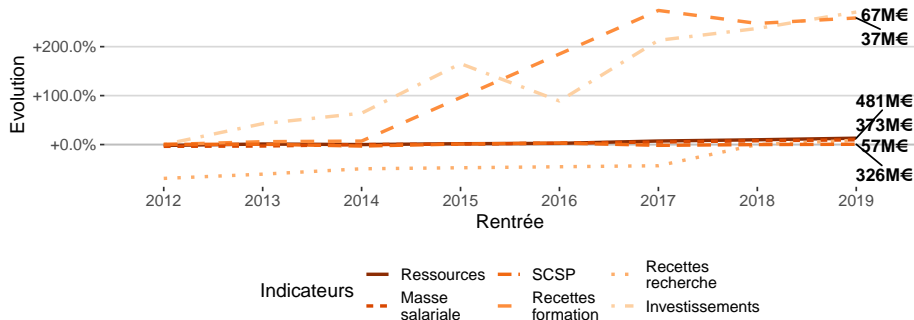 67M€
+200.0%
37M€
Evolution
+100.0%
481M€
373M€
+0.0%
57M€
326M€
2012 2013 2014 2015 2016 2017 2018 2019
Rentrée
Indicateurs
Ressources
SCSP
Recettes
recherche
Masse
salariale
Recettes
formation
Investissements